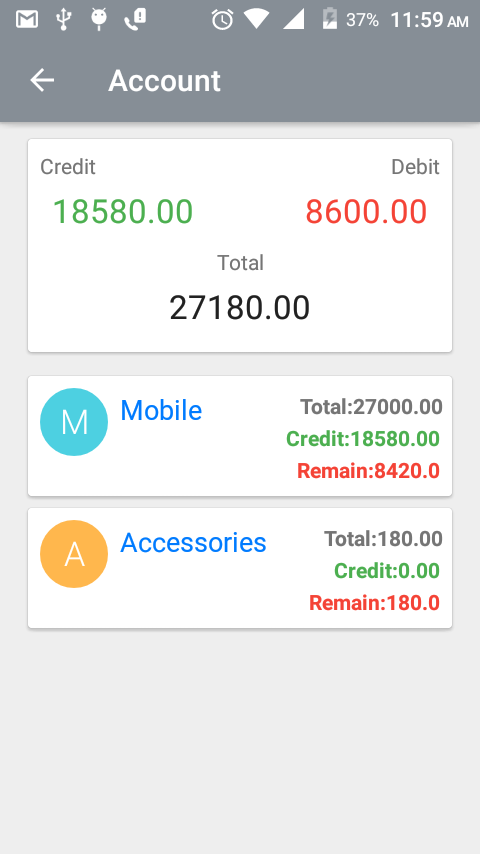 37% 11:59 AM
Account
Credit Debit
18580.00 8600.00
Total
27180.00
M Mobile Total:27000.00
Credit:18580.00
Remain:8420.0
A Accessories Total:180.00
Credit:0.00
Remain:180.0